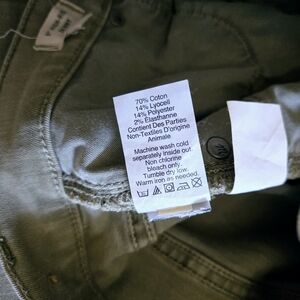 70% Coton
14% Lyocell
14% Polyester
2% Elasthanne
Contient Des Parties
Non-Textiles D'origine
Animale
Machine wash cold
separately inside out
Non chlorine
bleach only
Tumble dry low.
Warm iron as needed.